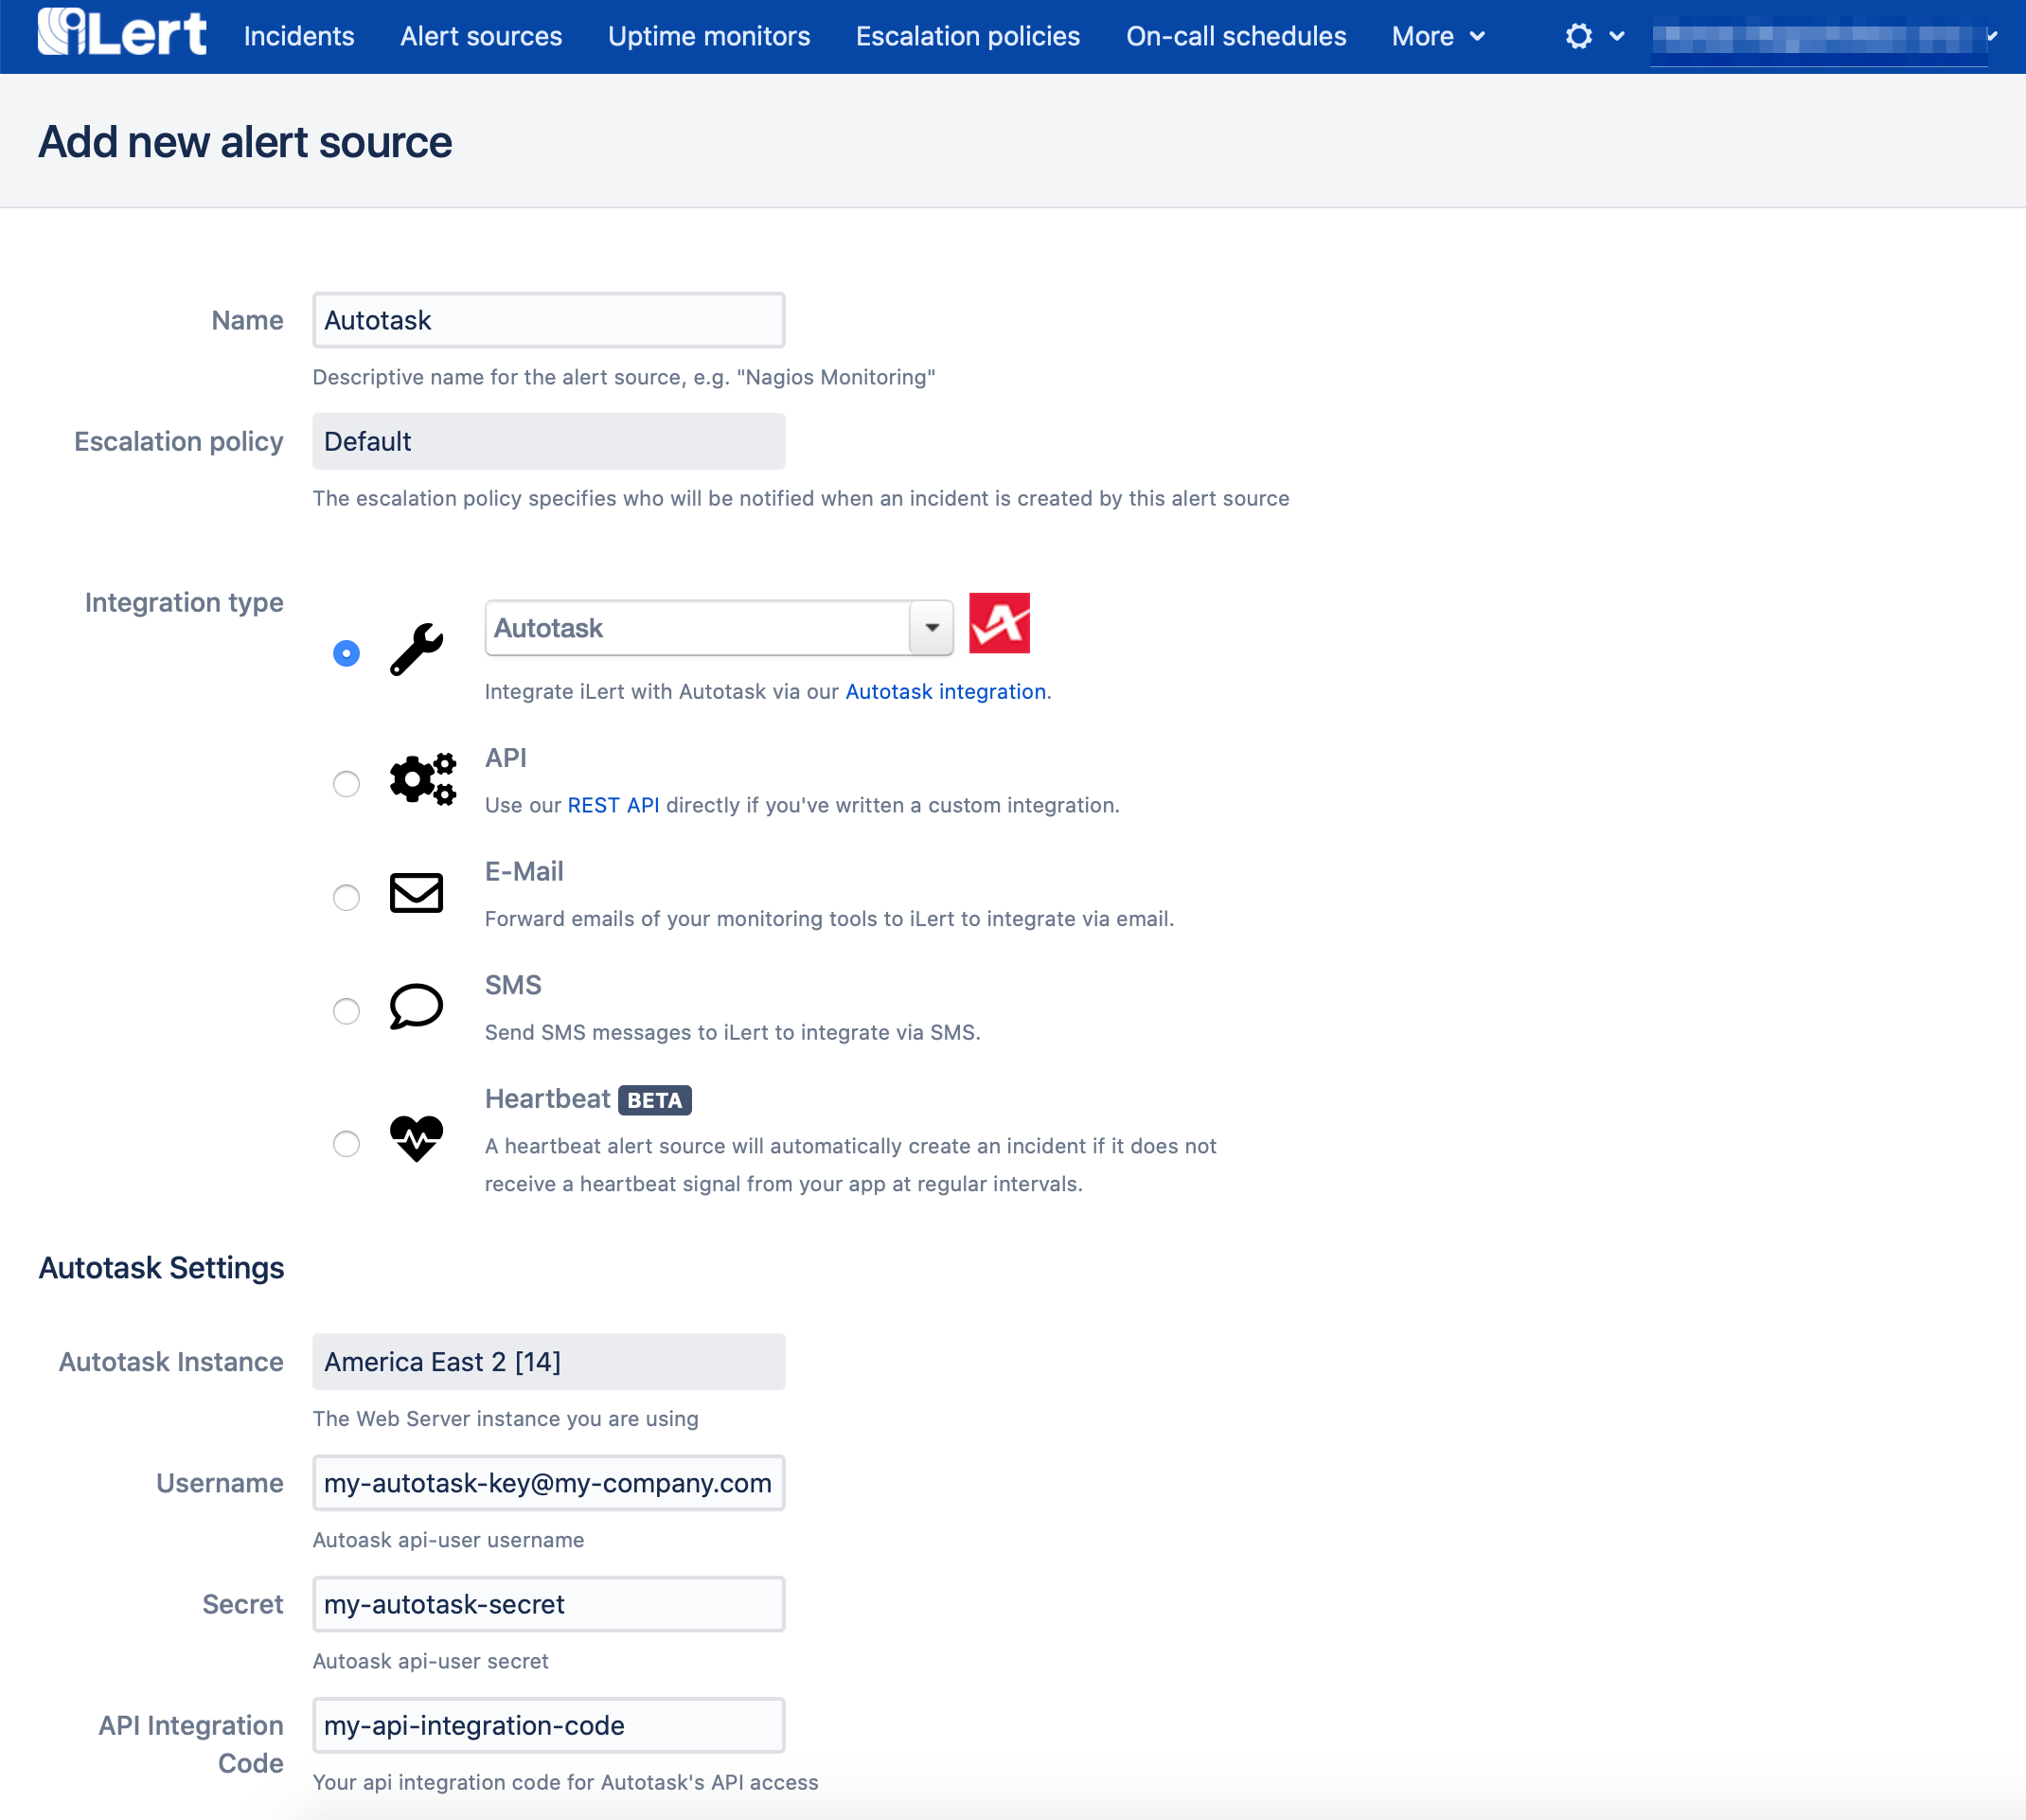 iLert Incidents Alert sources Uptime monitors Escalation policies On-call schedules More
Add new alert source
Name Autotask
Descriptive name for the alert source, e.g. "Nagios Monitoring"
Escalation policy Default
The escalation policy specifies who will be notified when an incident is created by this alert source
Integration type
Autotask
Integrate iLert with Autotask via our Autotask integration.
API
Use our REST API directly if you've written a custom integration.
E-Mail
Forward emails of your monitoring tools to iLert to integrate via email.
SMS
Send SMS messages to iLert to integrate via SMS.
Heartbeat BETA
A heartbeat alert source will automatically create an incident if it does not
receive a heartbeat signal from your app at regular intervals.
Autotask Settings
Autotask Instance America East 2 [14]
The Web Server instance you are using
Username my-autotask-key@my-company.com
Autoask api-user username
Secret my-autotask-secret
Autoask api-user secret
API Integration my-api-integration-code
Code
Your api integration code for Autotask's API access